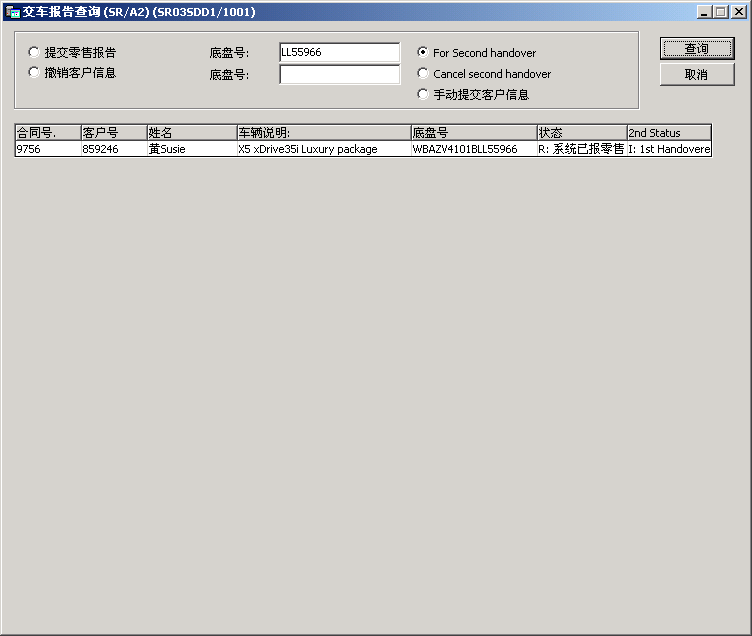 交车报告查询 (SR/A2) (SR03SDD1/1001)
提交零售报告 底盘号: LL55966 For Second handover 查询
撤销客户信息 底盘号: Cancel second handover 取消
手动提交客户信息
合同号. 客户号 姓名 车辆说明: 底盘号 状态 2nd Status
9756 859246 黄Susie X5 xDrive35i Luxury package WBAZV4101BLL55966 R: 系统已报零售 I: 1st Handovere